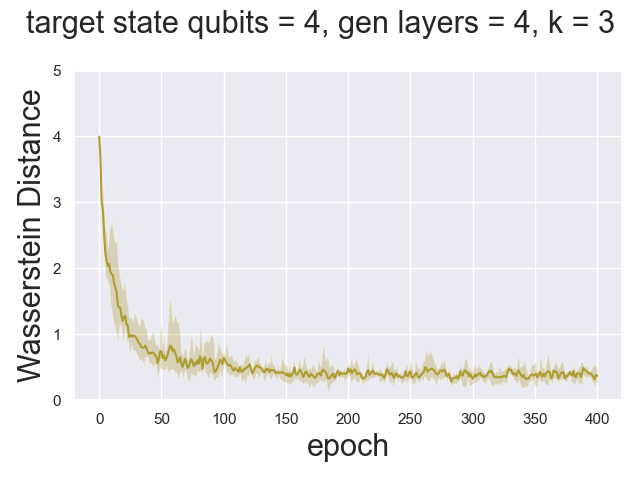 target state qubits = 4, gen layers = 4, k = 3
5
4
3
2
1
0
Wasserstein Distance
0 50 100 150 200 250 300 350 400
epoch